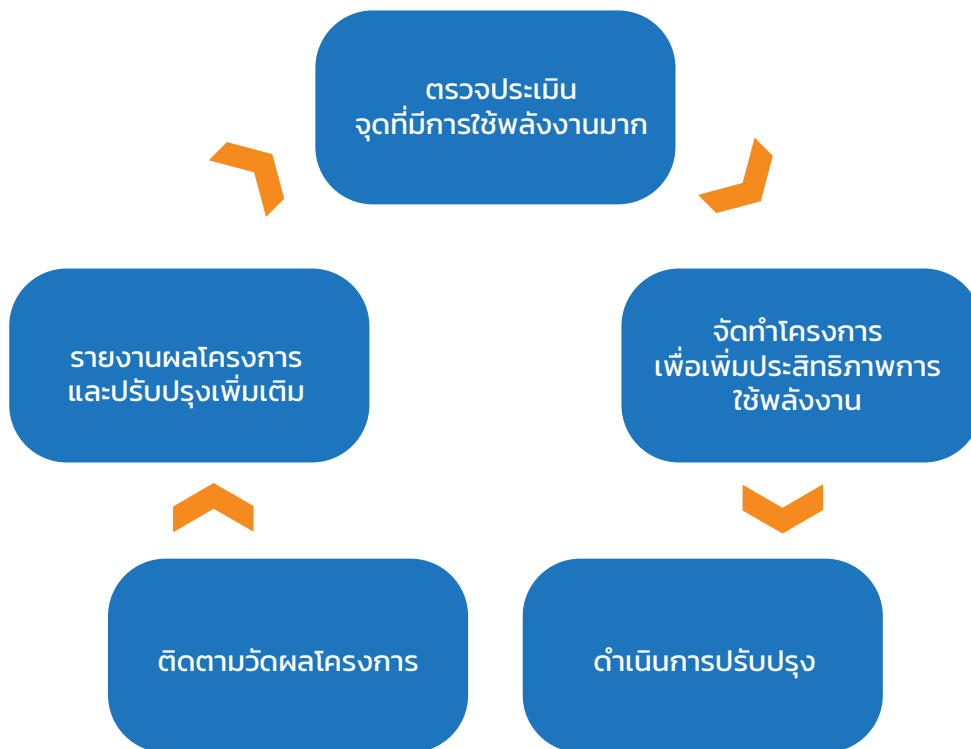 ตรวจประเมิน
จุดที่มีการใช้พลังงานมาก
จัดทำโครงการ
เพื่อเพิ่มประสิทธิภาพการ
ใช้พลังงาน
ดำเนินการปรับปรุง
ติดตามวัดผลโครงการ
รายงานผลโครงการ
และปรับปรุงเพิ่มเติม